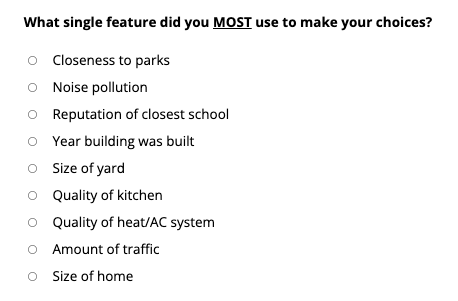 What single feature did you MOST use to make your choices?
Closeness to parks
Noise pollution
Reputation of closest school
Year building was built
Size of yard
Quality of kitchen
Quality of heat/AC system
Amount of traffic
Size of home